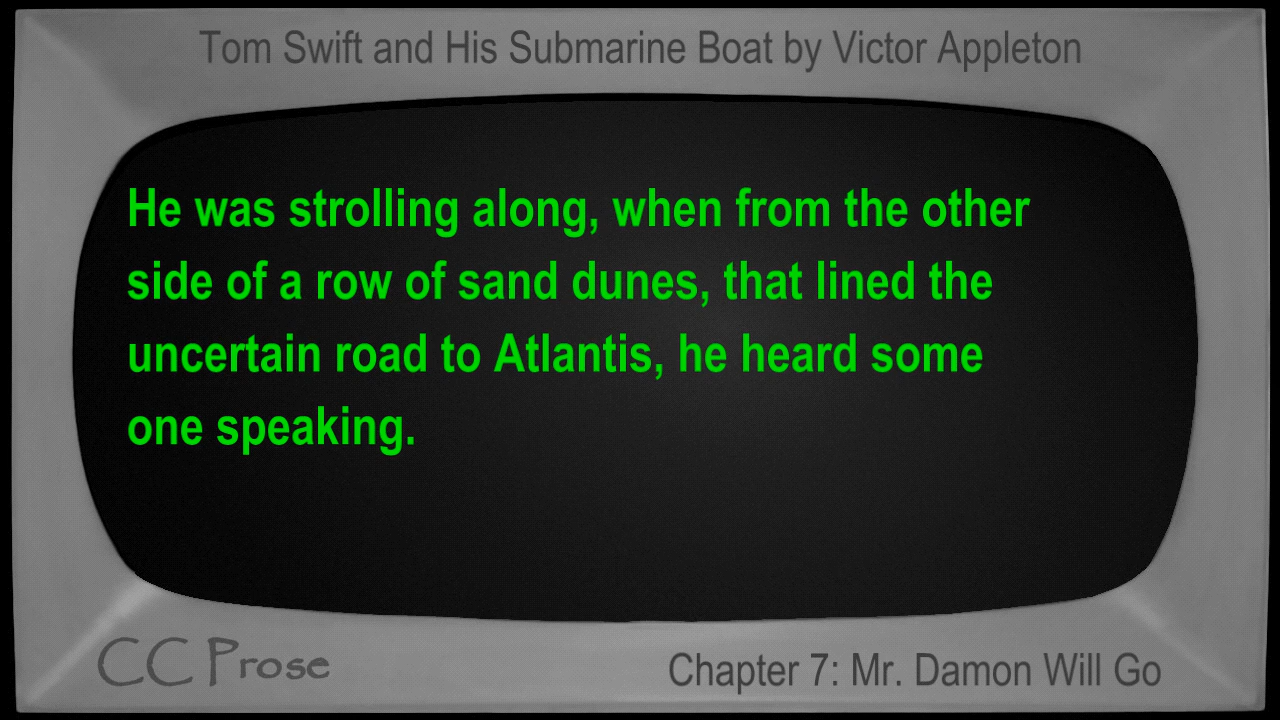 Tom Swift and His Submarine Boat by Victor Appleton
He was strolling along, when from the other
side of a row of sand dunes, that lined the
uncertain road to Atlantis, he heard some
one speaking.
CC Prose
Chapter 7: Mr. Damon Will Go